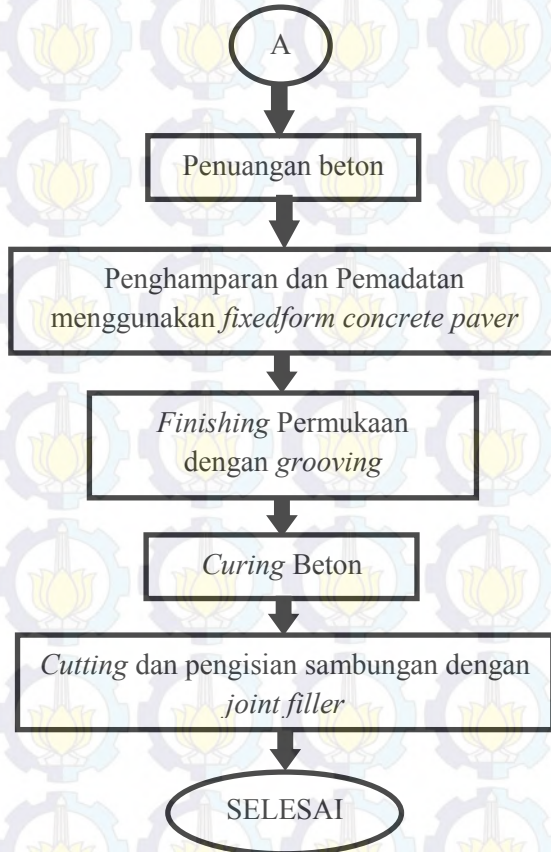 A
Penuangan beton
Penghamparan dan Pemadatan
menggunakan fixedform concrete paver
Finishing Permukaan
dengan grooving
Curing Beton
Cutting dan pengisian sambungan dengan
joint filler
SELESAI